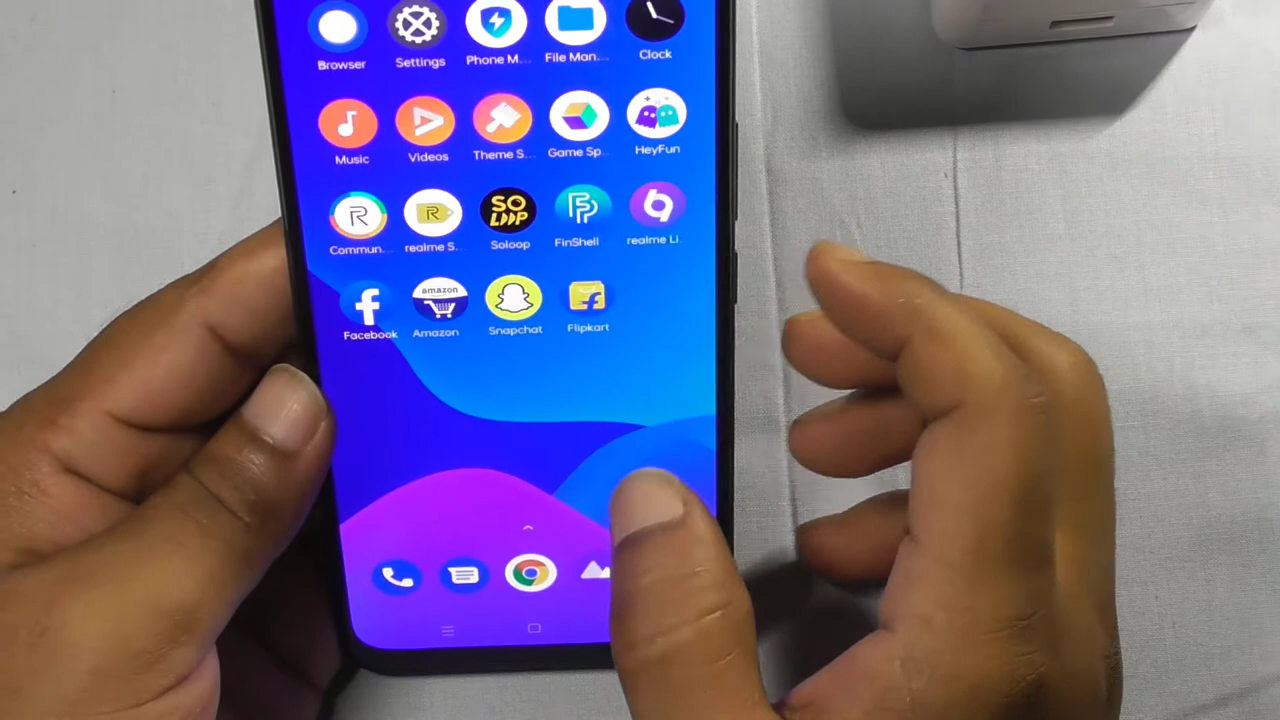 Browser Settings Phone M... File Man... Clock
Music Videos Theme S... Game Sp... HeyFun
R R SO LOOP
Commun... realme S... Soloop FinShell realme Li...
amazon
Facebook Amazon Snapchat Flipkart